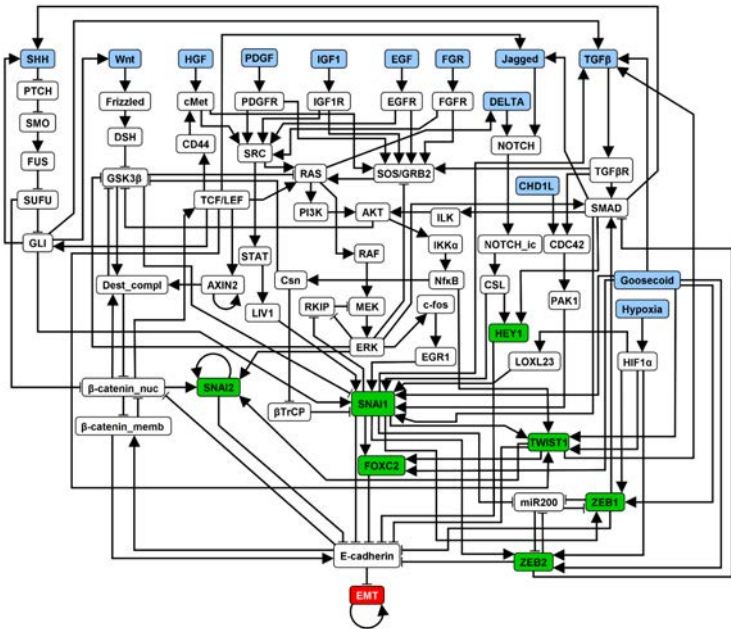 SHH Wnt HGF PDGF IGF1 EGF FGR Jagged TGFβ
PTCH Frizzled cMet PDGFR IGF1R EGFR FGFR DELTA
SMO DSH CD44 SRC NOTCH
FUS GSK3β RAS SOS/GRB2 TGFβR
SUFU TCF/LEF PI3K AKT ILK CHD1L SMAD
GLI STAT RAF IKKα NOTCH_ic CDC42
Dest_compl AXIN2 Csn NfκB CSL PAK1 Goosecoid
LIV1 RKIP MEK c-fos Hypoxia
ERK EGR1 HEY1 LOXL23 HIF1α
β-catenin_nuc SNAI2 βTrCP SNAI1
β-catenin_memb TWIST1
FOXC2
miR200 ZEB1
E-cadherin ZEB2
EMT